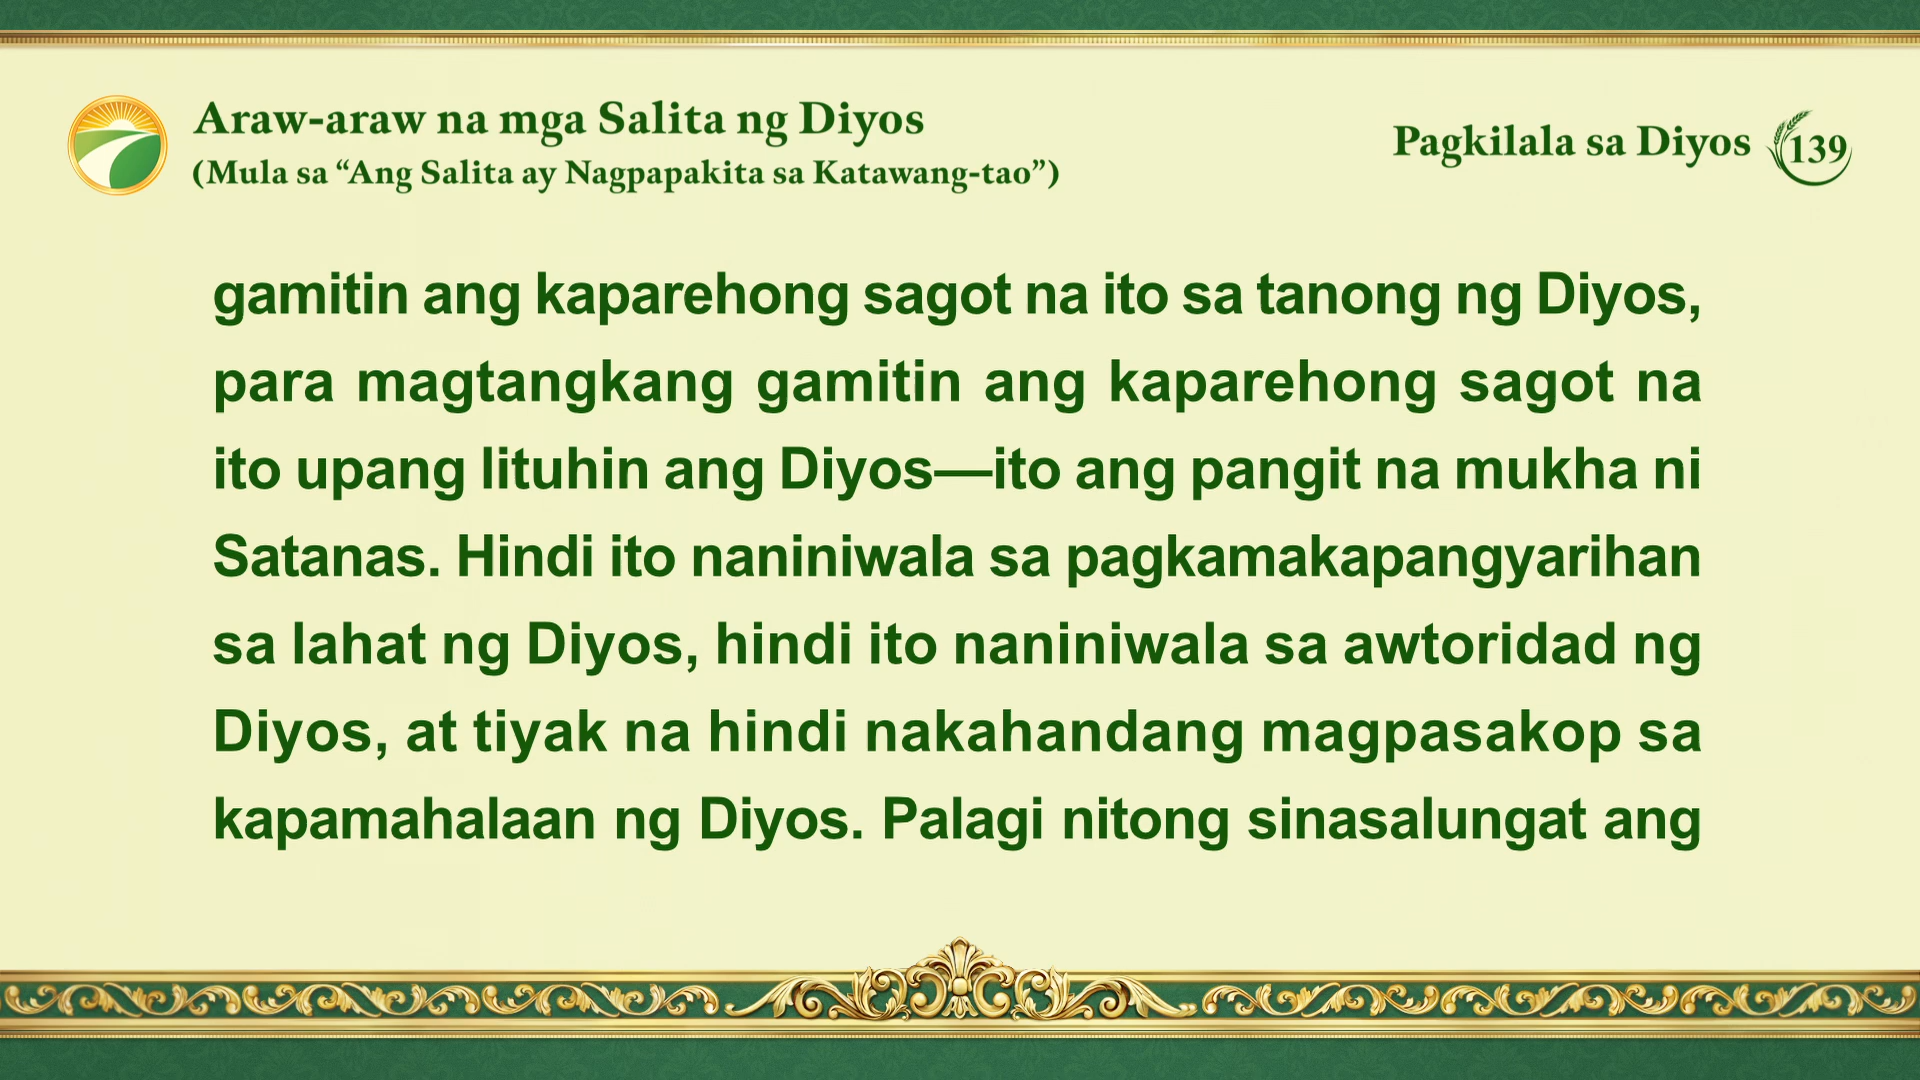 Araw-araw na mga Salita ng Diyos
(Mula sa “Ang Salita ay Nagpapakita sa Katawang-tao”)
Pagkilala sa Diyos 139
gamitin ang kaparehong sagot na ito sa tanong ng Diyos,
para magtangkang gamitin ang kaparehong sagot na
ito upang lituhin ang Diyos—ito ang pangit na mukha ni
Satanas. Hindi ito naniniwala sa pagkamakapangyarihan
sa lahat ng Diyos, hindi ito naniniwala sa awtoridad ng
Diyos, at tiyak na hindi nakahandang magpasakop sa
kapamahalaan ng Diyos. Palagi nitong sinasalungat ang